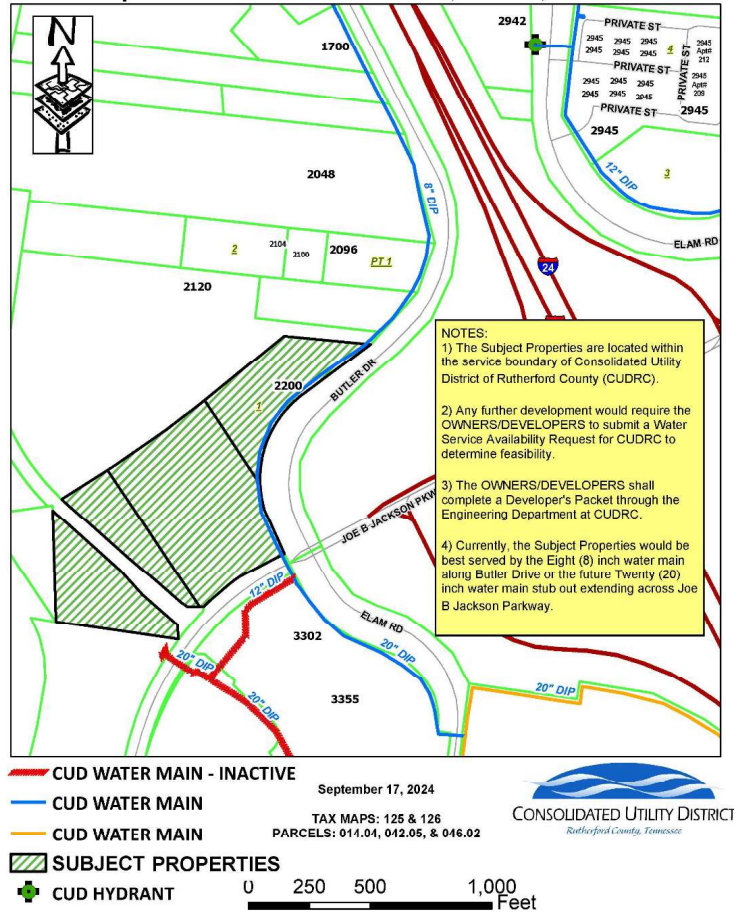 N
1700
2942
PRIVATE ST
2945 2945 2945
2945 2945 2945
4
2945
Apt#
212
PRIVATE ST
PRIVATE ST
2945 2945 2945
2945 2945 2945
2945
Apt#
209
PRIVATE ST
2945
2945
12" DIP
3
ELAM RD
2048
8" DIP
24
2
2104
2100
2096
PT 1
2120
2200
1
BUTLER DR
NOTES:
1) The Subject Properties are located within
the service boundary of Consolidated Utility
District of Rutherford County (CUDRC).
2) Any further development would require the
OWNERS/DEVELOPERS to submit a Water
Service Availability Request for CUDRC to
determine feasibility.
3) The OWNERS/DEVELOPERS shall
complete a Developer's Packet through the
Engineering Department at CUDRC.
4) Currently, the Subject Properties would be
best served by the Eight (8) inch water main
along Butler Drive or the future Twenty (20)
inch water main stub out extending across Joe
B Jackson Parkway.
JOE B JACKSON PKW
12" DIP
3302
ELAM RD
20" DIP
20" DIP
20" DIP
3355
20" DIP
CUD WATER MAIN - INACTIVE
CUD WATER MAIN
CUD WATER MAIN
SUBJECT PROPERTIES
CUD HYDRANT
September 17, 2024
TAX MAPS: 125 & 126
PARCELS: 014.04, 042.05, & 046.02
CONSOLIDATED UTILITY DISTRICT
Rutherford County, Tennessee
0 250 500 1,000
Feet